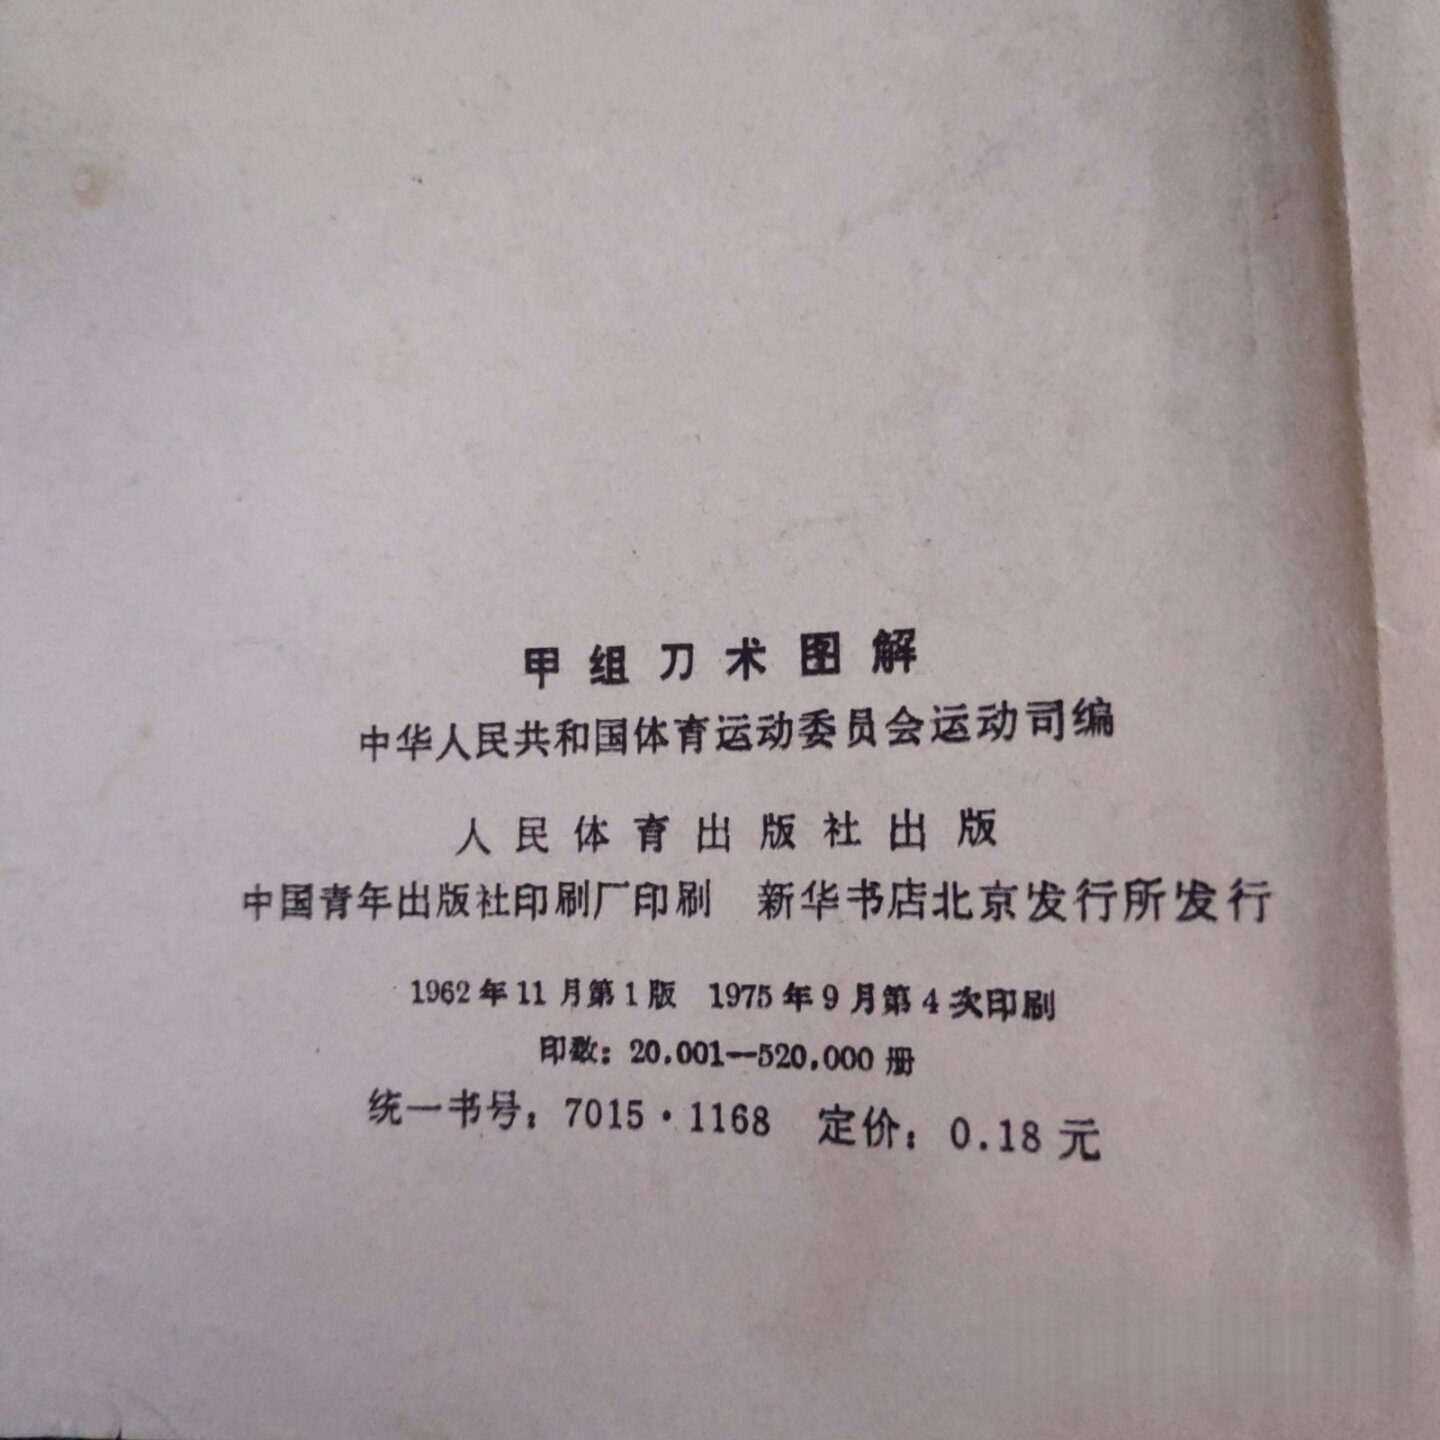 甲组刀术图解
中华人民共和国体育运动委员会运动司编
人民体育出版社出版
中国青年出版社印刷厂印刷 新华书店北京发行所发行
1962年11月第1版 1975年9月第4次印刷
印数：20.001—520.000册
统一书号：7015·1168 定价：0.18元